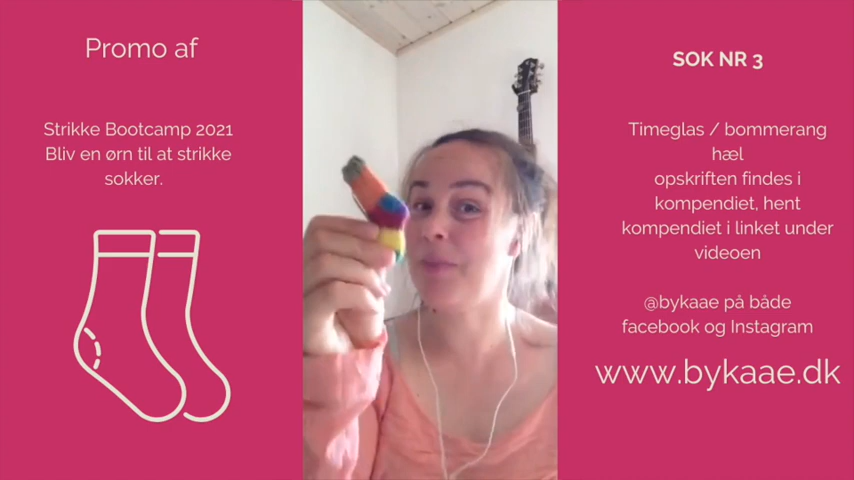 Promo af
Strikke Bootcamp 2021
Bliv en ørn til at strikke
sokker.
SOK NR 3
Timeglas / bommerang
hæl
opskriften findes i
kompendiet, hent
kompendiet i linket under
videoen
@bykaae på både
facebook og Instagram
www.bykaae.dk